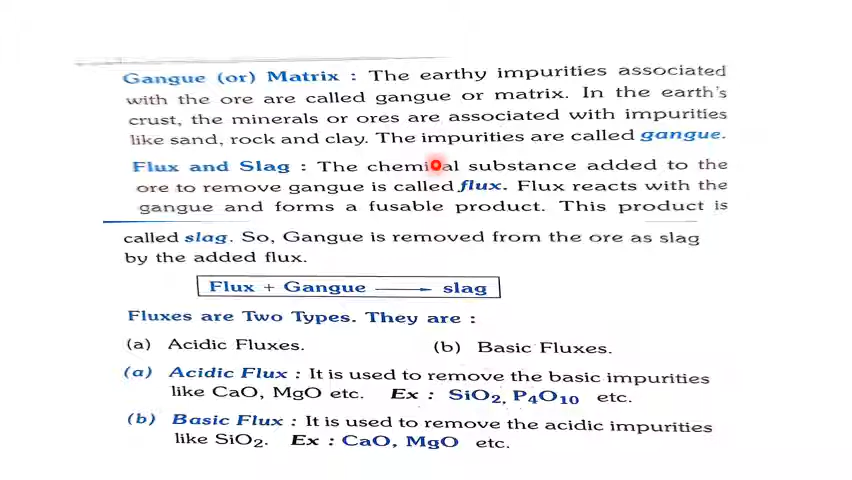 Gangue (or) Matrix : The earthy impurities associated
with the ore are called gangue or matrix. In the earth's
crust, the minerals or ores are associated with impurities
like sand, rock and clay. The impurities are called gangue.
Flux and Slag : The chemical substance added to the
ore to remove gangue is called flux. Flux reacts with the
gangue and forms a fusable product. This product is
called slag. So, Gangue is removed from the ore as slag
by the added flux.
Flux + Gangue ⟶ slag
Fluxes are Two Types. They are :
(a) Acidic Fluxes. (b) Basic Fluxes.
(a) Acidic Flux : It is used to remove the basic impurities
like CaO, MgO etc. Ex : SiO₂, P₄O₁₀ etc.
(b) Basic Flux : It is used to remove the acidic impurities
like SiO₂. Ex : CaO, MgO etc.